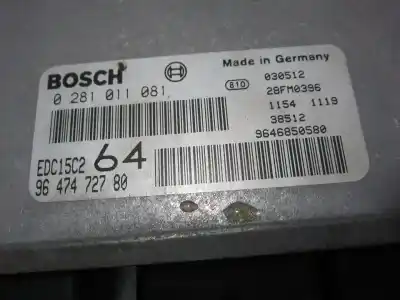 BOSCH
Made in Germany
0 281 011 081
810
030512
28FM0396
1154 1119
38512
9646850580
EDC15C2 64
96 474 727 80